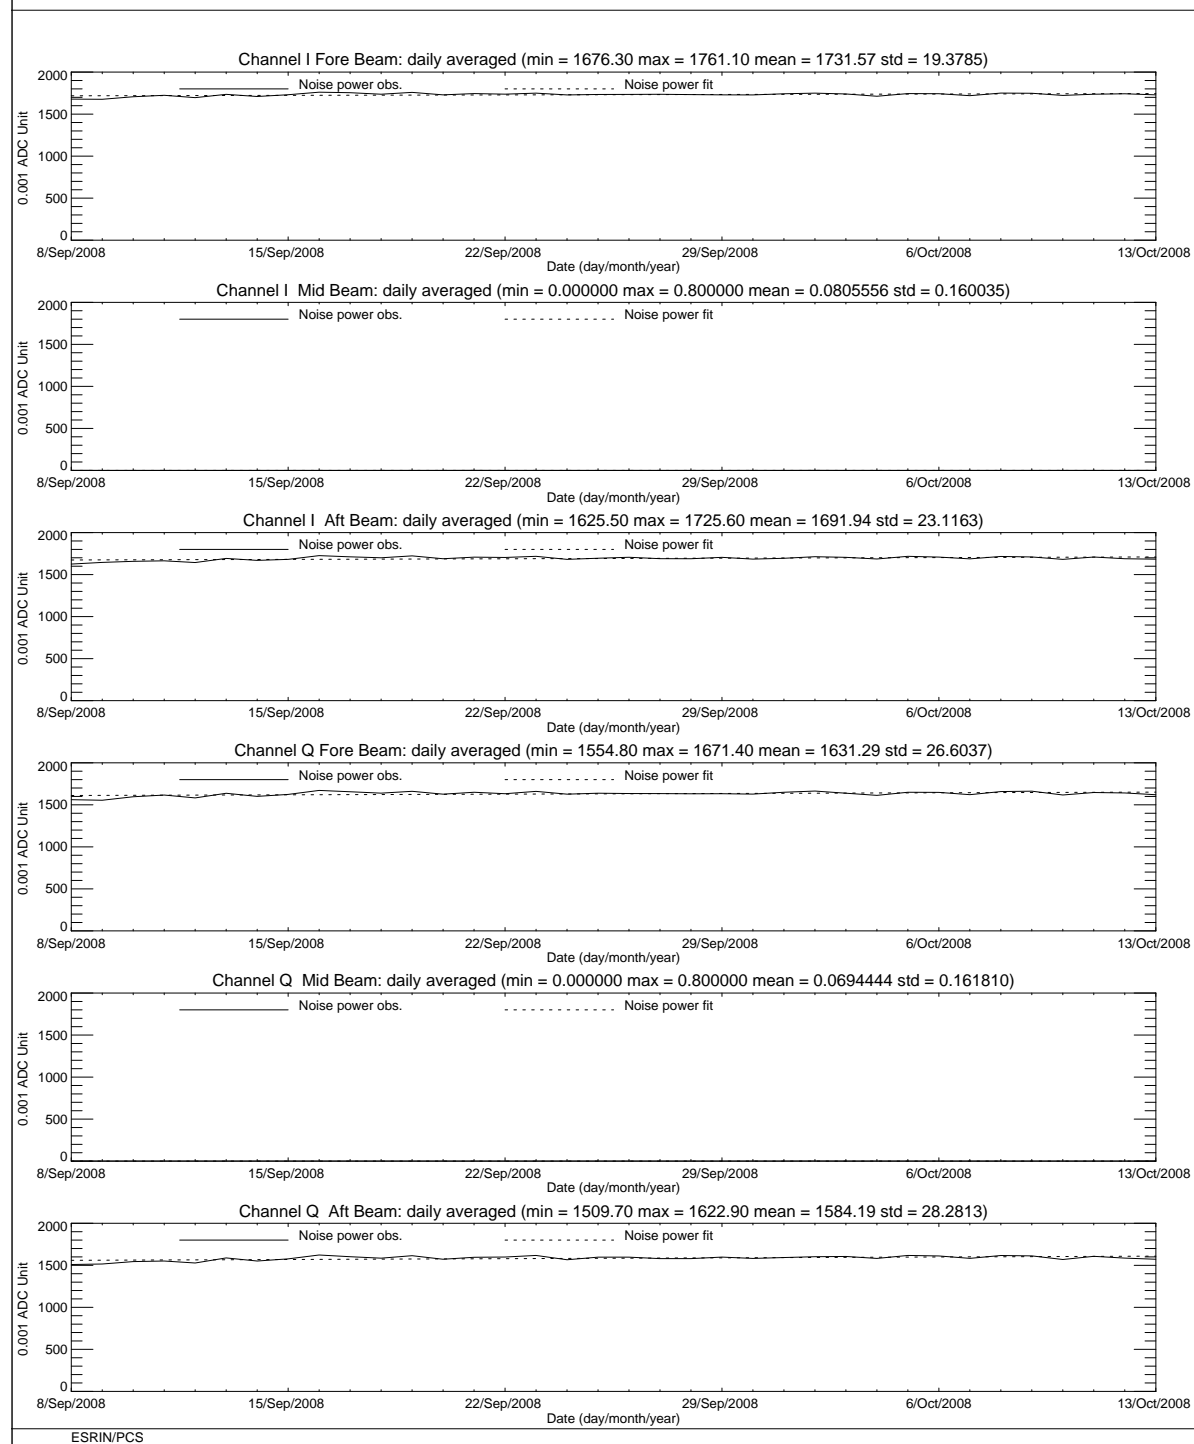 Channel I Fore Beam: daily averaged (min = 1676.30 max = 1761.10 mean = 1731.57 std = 19.3785)
Noise power obs. Noise power fit
2000
1500
1000
500
0
0.001 ADC Unit
8/Sep/2008 15/Sep/2008 22/Sep/2008 29/Sep/2008 6/Oct/2008 13/Oct/2008
Date (day/month/year)
Channel I Mid Beam: daily averaged (min = 0.000000 max = 0.800000 mean = 0.0805556 std = 0.160035)
Noise power obs. Noise power fit
2000
1500
1000
500
0
0.001 ADC Unit
8/Sep/2008 15/Sep/2008 22/Sep/2008 29/Sep/2008 6/Oct/2008 13/Oct/2008
Date (day/month/year)
Channel I Aft Beam: daily averaged (min = 1625.50 max = 1725.60 mean = 1691.94 std = 23.1163)
Noise power obs. Noise power fit
2000
1500
1000
500
0
0.001 ADC Unit
8/Sep/2008 15/Sep/2008 22/Sep/2008 29/Sep/2008 6/Oct/2008 13/Oct/2008
Date (day/month/year)
Channel Q Fore Beam: daily averaged (min = 1554.80 max = 1671.40 mean = 1631.29 std = 26.6037)
Noise power obs. Noise power fit
2000
1500
1000
500
0
0.001 ADC Unit
8/Sep/2008 15/Sep/2008 22/Sep/2008 29/Sep/2008 6/Oct/2008 13/Oct/2008
Date (day/month/year)
Channel Q Mid Beam: daily averaged (min = 0.000000 max = 0.800000 mean = 0.0694444 std = 0.161810)
Noise power obs. Noise power fit
2000
1500
1000
500
0
0.001 ADC Unit
8/Sep/2008 15/Sep/2008 22/Sep/2008 29/Sep/2008 6/Oct/2008 13/Oct/2008
Date (day/month/year)
Channel Q Aft Beam: daily averaged (min = 1509.70 max = 1622.90 mean = 1584.19 std = 28.2813)
Noise power obs. Noise power fit
2000
1500
1000
500
0
0.001 ADC Unit
8/Sep/2008 15/Sep/2008 22/Sep/2008 29/Sep/2008 6/Oct/2008 13/Oct/2008
Date (day/month/year)
ESRIN/PCS